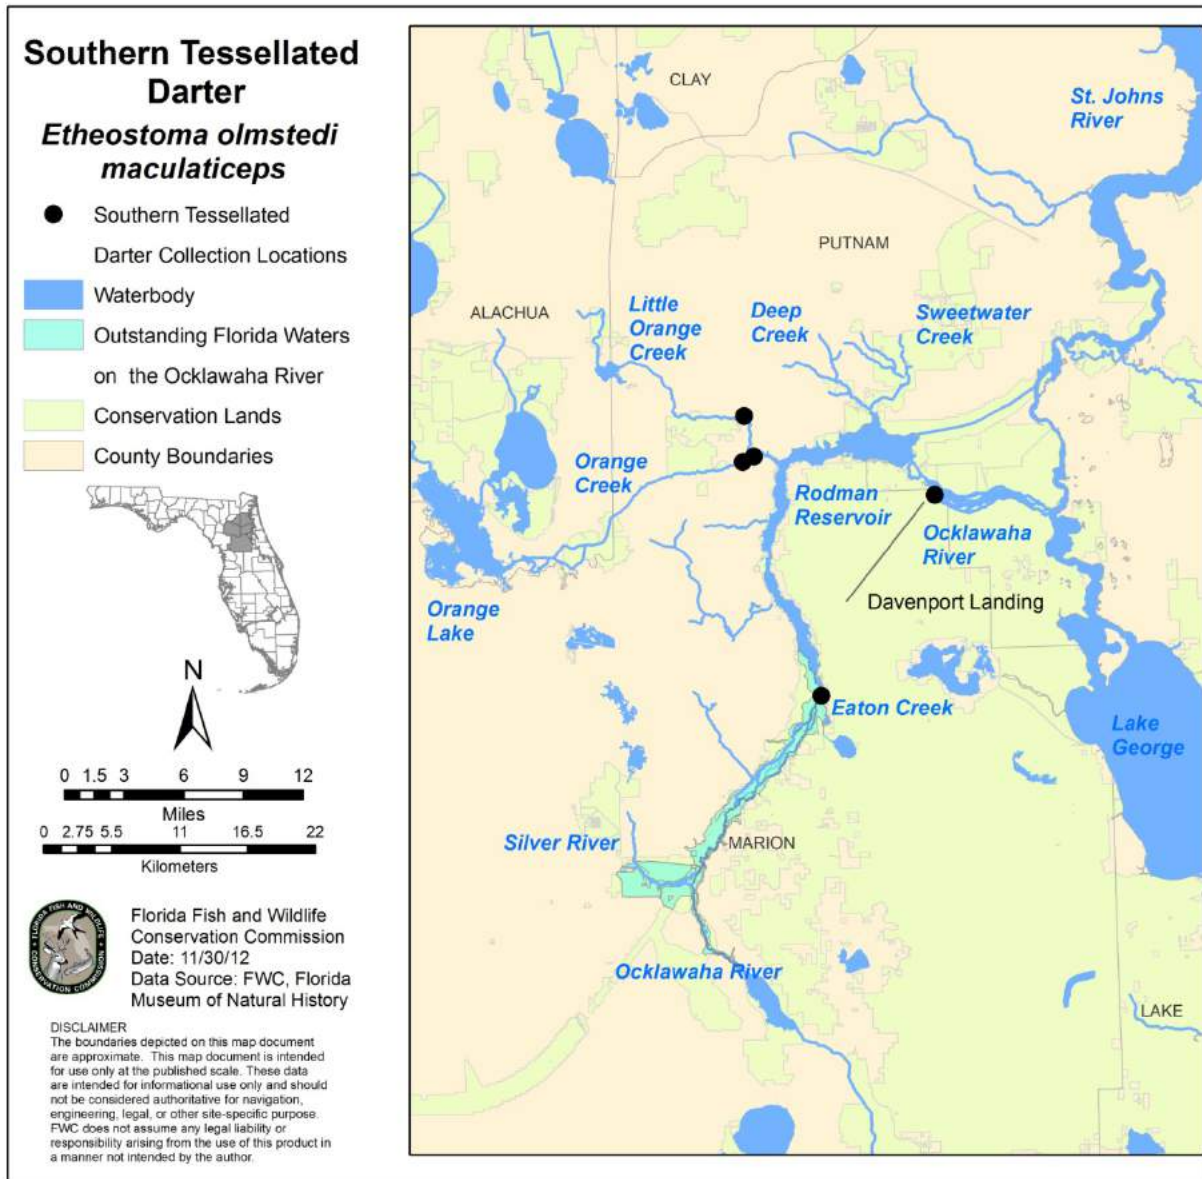 Southern Tessellated
Darter
Etheostoma olmstedi
maculaticeps
Southern Tessellated
Darter Collection Locations
Waterbody
Outstanding Florida Waters
on the Ocklawaha River
Conservation Lands
County Boundaries
N
0 1.5 3 6 9 12
Miles
0 2.75 5.5 11 16.5 22
Kilometers
FLORIDA FISH AND WILDLIFE
CONSERVATION COMMISSION
Florida Fish and Wildlife
Conservation Commission
Date: 11/30/12
Data Source: FWC, Florida
Museum of Natural History
DISCLAIMER
The boundaries depicted on this map document
are approximate. This map document is intended
for use only at the published scale. These data
are intended for informational use only and should
not be considered authoritative for navigation,
engineering, legal, or other site-specific purpose.
FWC does not assume any legal liability or
responsibility arising from the use of this product in
a manner not intended by the author.
CLAY
St. Johns
River
PUTNAM
ALACHUA
Little
Orange
Creek
Deep
Creek
Sweetwater
Creek
Orange
Creek
Rodman
Reservoir
Ocklawaha
River
Davenport Landing
Orange
Lake
Eaton Creek
Lake
George
Silver River
MARION
Ocklawaha River
LAKE